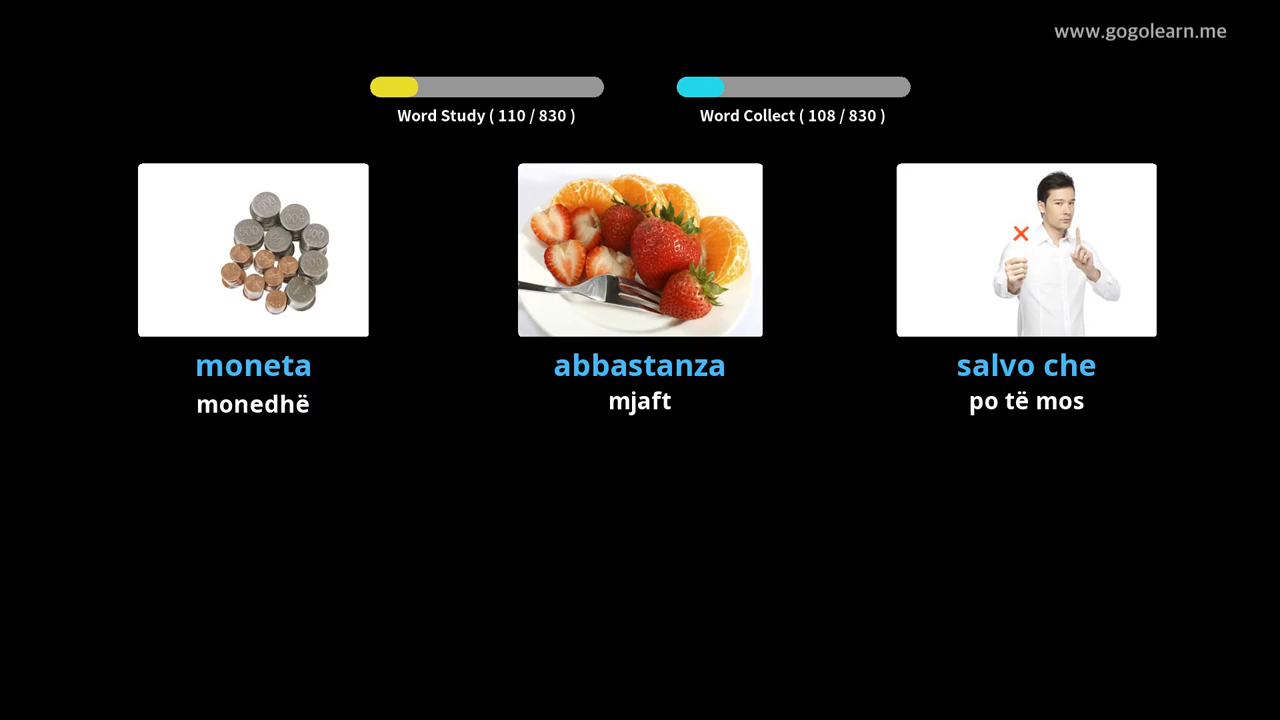 www.gogolearn.me
Word Study ( 110 / 830 )
Word Collect ( 108 / 830 )
moneta
monedhë
abbastanza
mjaft
salvo che
po të mos